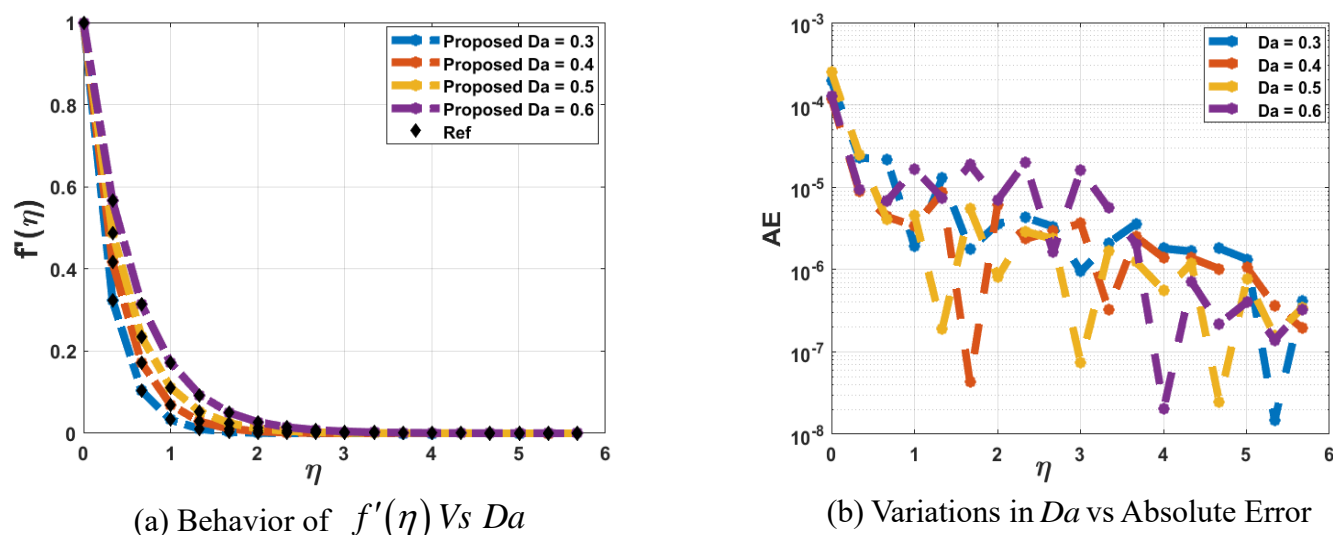 1
0.8
0.6
0.4
0.2
0
f'(η)
0 1 2 3 4 5 6
η
Proposed Da = 0.3
Proposed Da = 0.4
Proposed Da = 0.5
Proposed Da = 0.6
Ref
(a) Behavior of f′(η) Vs Da
10-3
10-4
10-5
10-6
10-7
10-8
AE
0 1 2 3 4 5 6
η
Da = 0.3
Da = 0.4
Da = 0.5
Da = 0.6
(b) Variations in Da vs Absolute Error